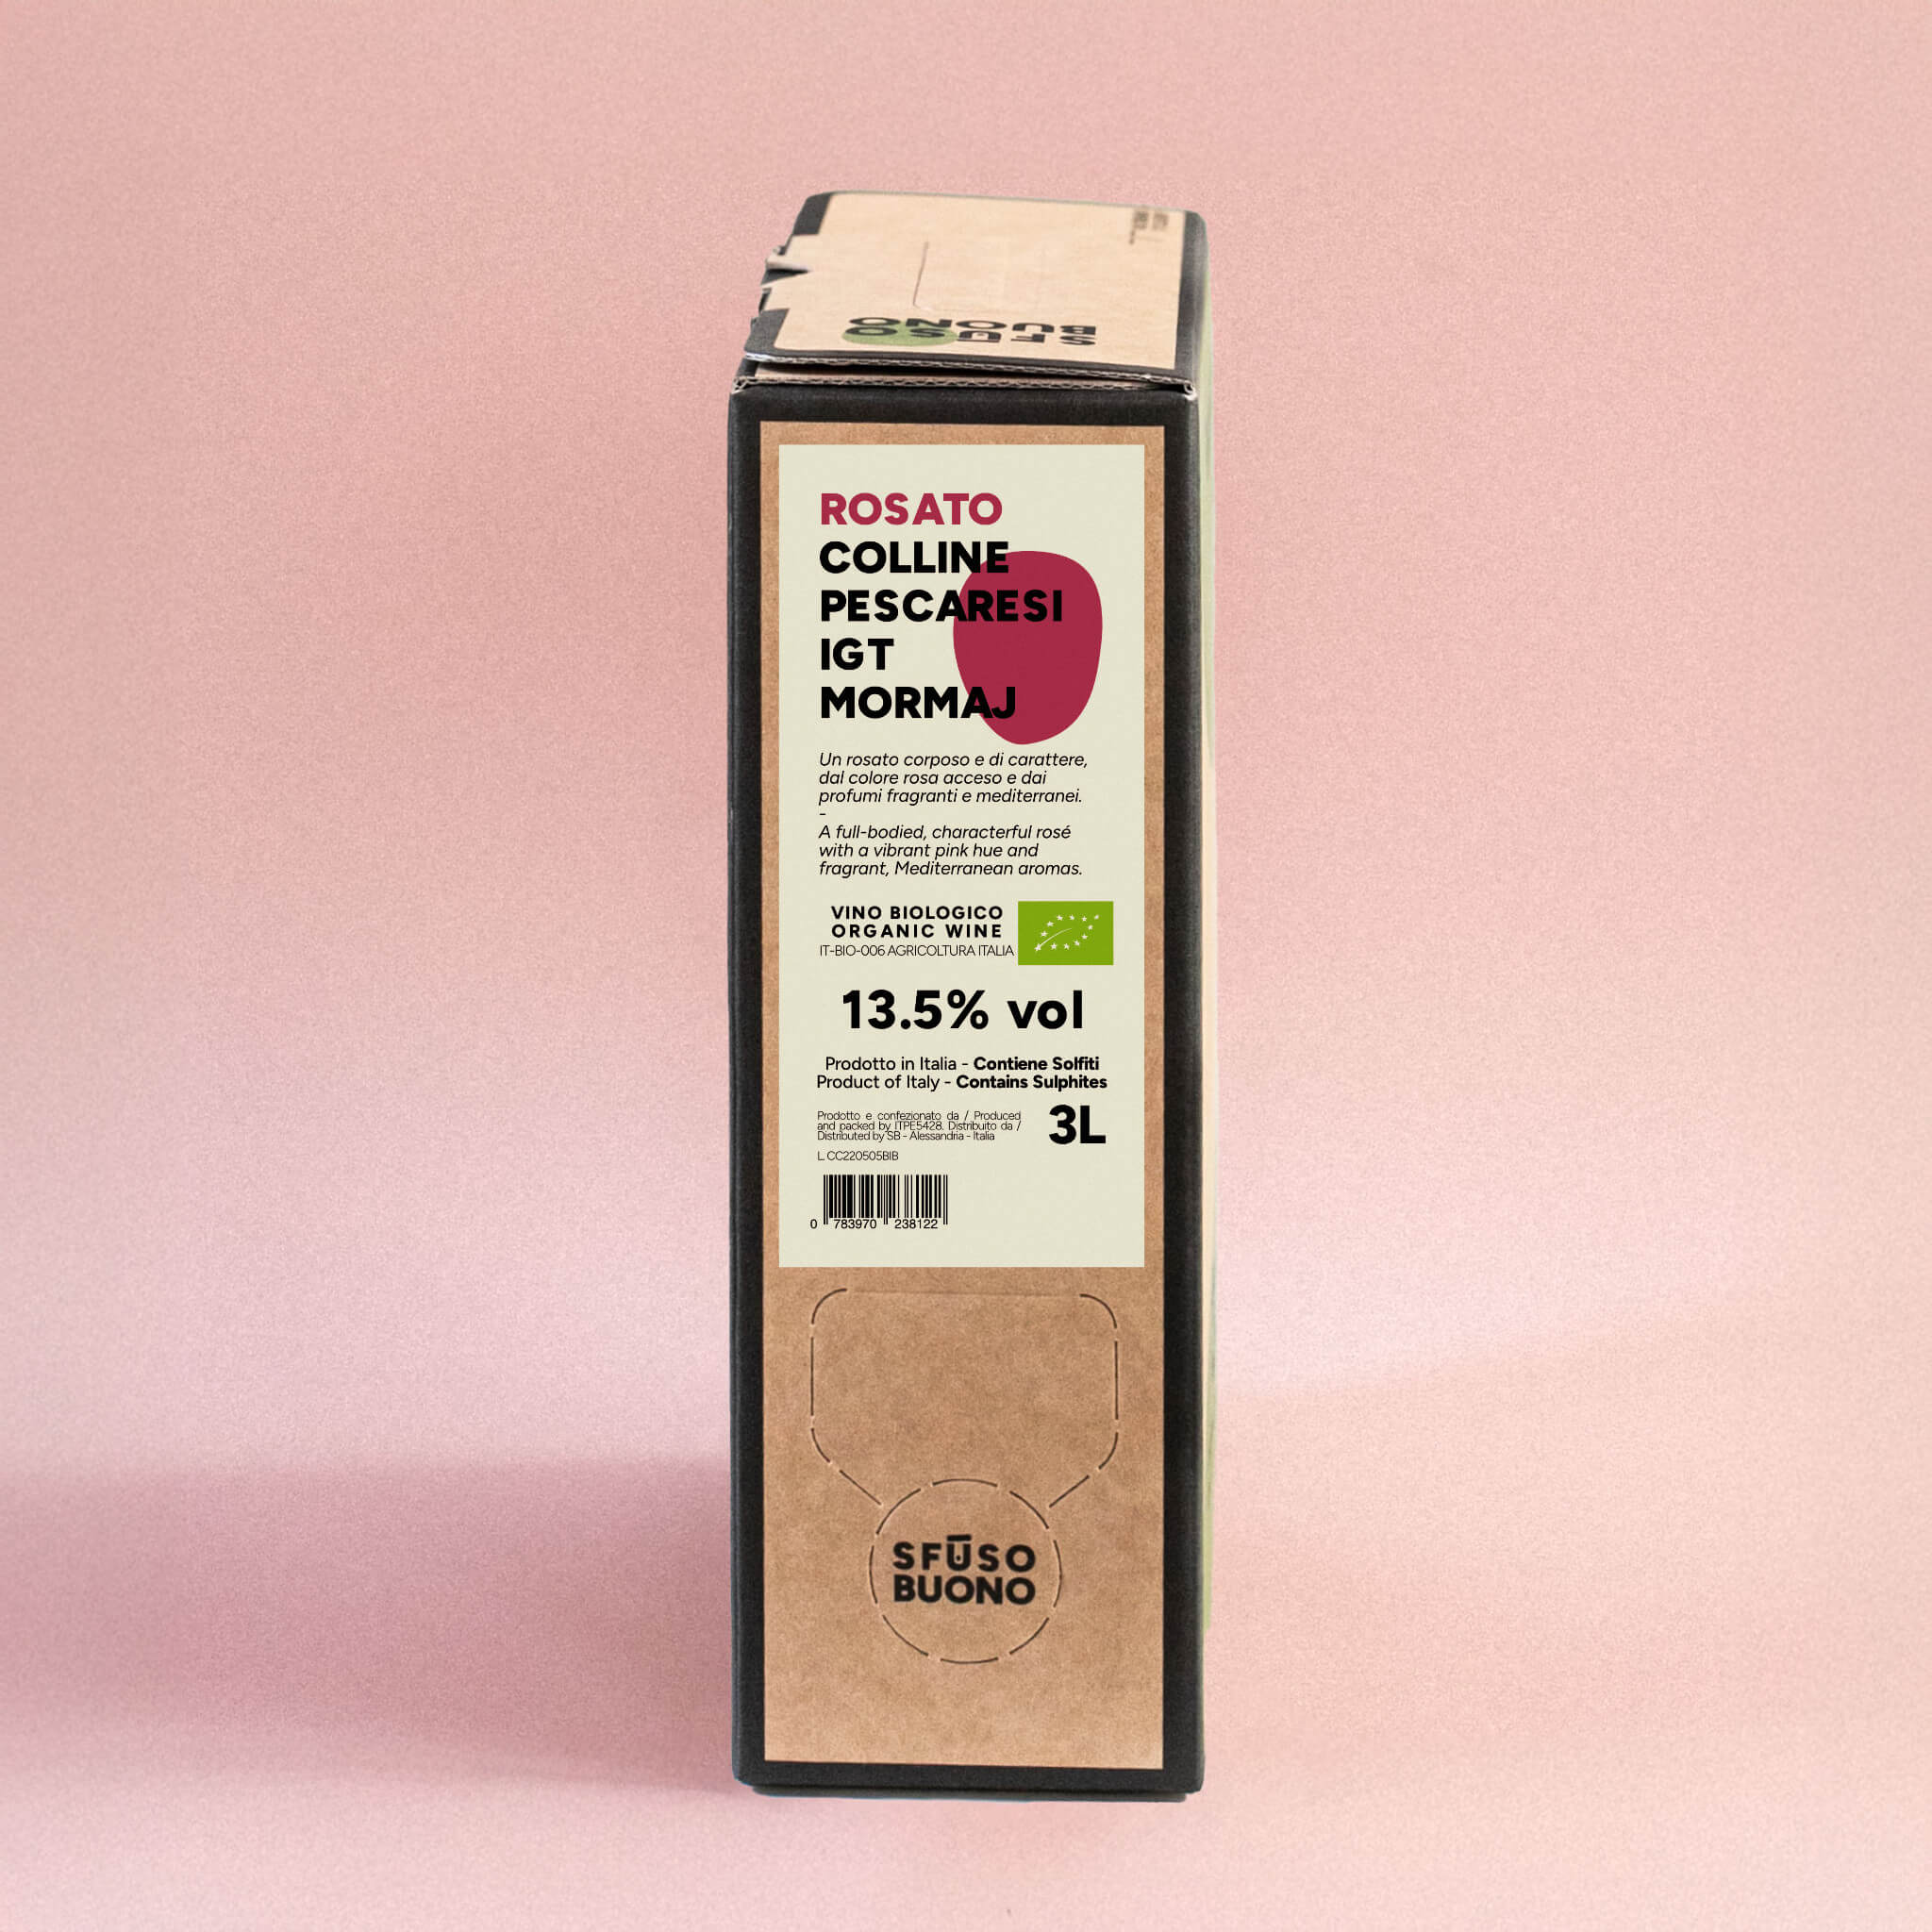 SFUSO
BUONO
ROSATO
COLLINE
PESCARESI
IGT
MORMAJ
Un rosato corposo e di carattere,
dal colore rosa acceso e dai
profumi fragranti e mediterranei.
-
A full-bodied, characterful rosé
with a vibrant pink hue and
fragrant, Mediterranean aromas.
VINO BIOLOGICO
ORGANIC WINE
IT-BIO-006 AGRICOLTURA ITALIA
13.5% vol
Prodotto in Italia - Contiene Solfiti
Product of Italy - Contains Sulphites
Prodotto e confezionato da / Produced
and packed by ITPE5428. Distribuito da /
Distributed by SB - Alessandria - Italia
3L
L. CC220505BIB
0 783970 238122
SFŪSO
BUONO